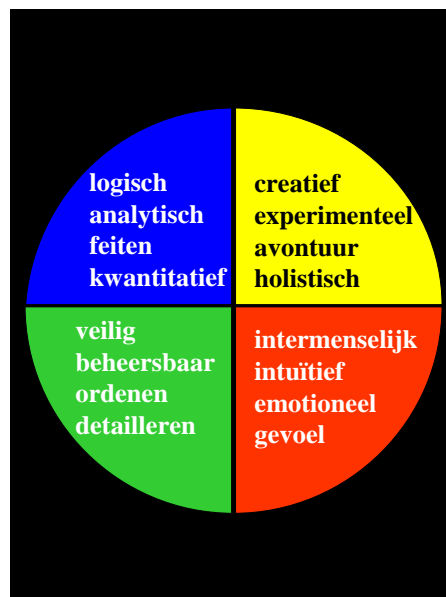 logisch
analytisch
feiten
kwantitatief
creatief
experimenteel
avontuur
holistisch
veilig
beheersbaar
ordenen
detailleren
intermenselijk
intuïtief
emotioneel
gevoel